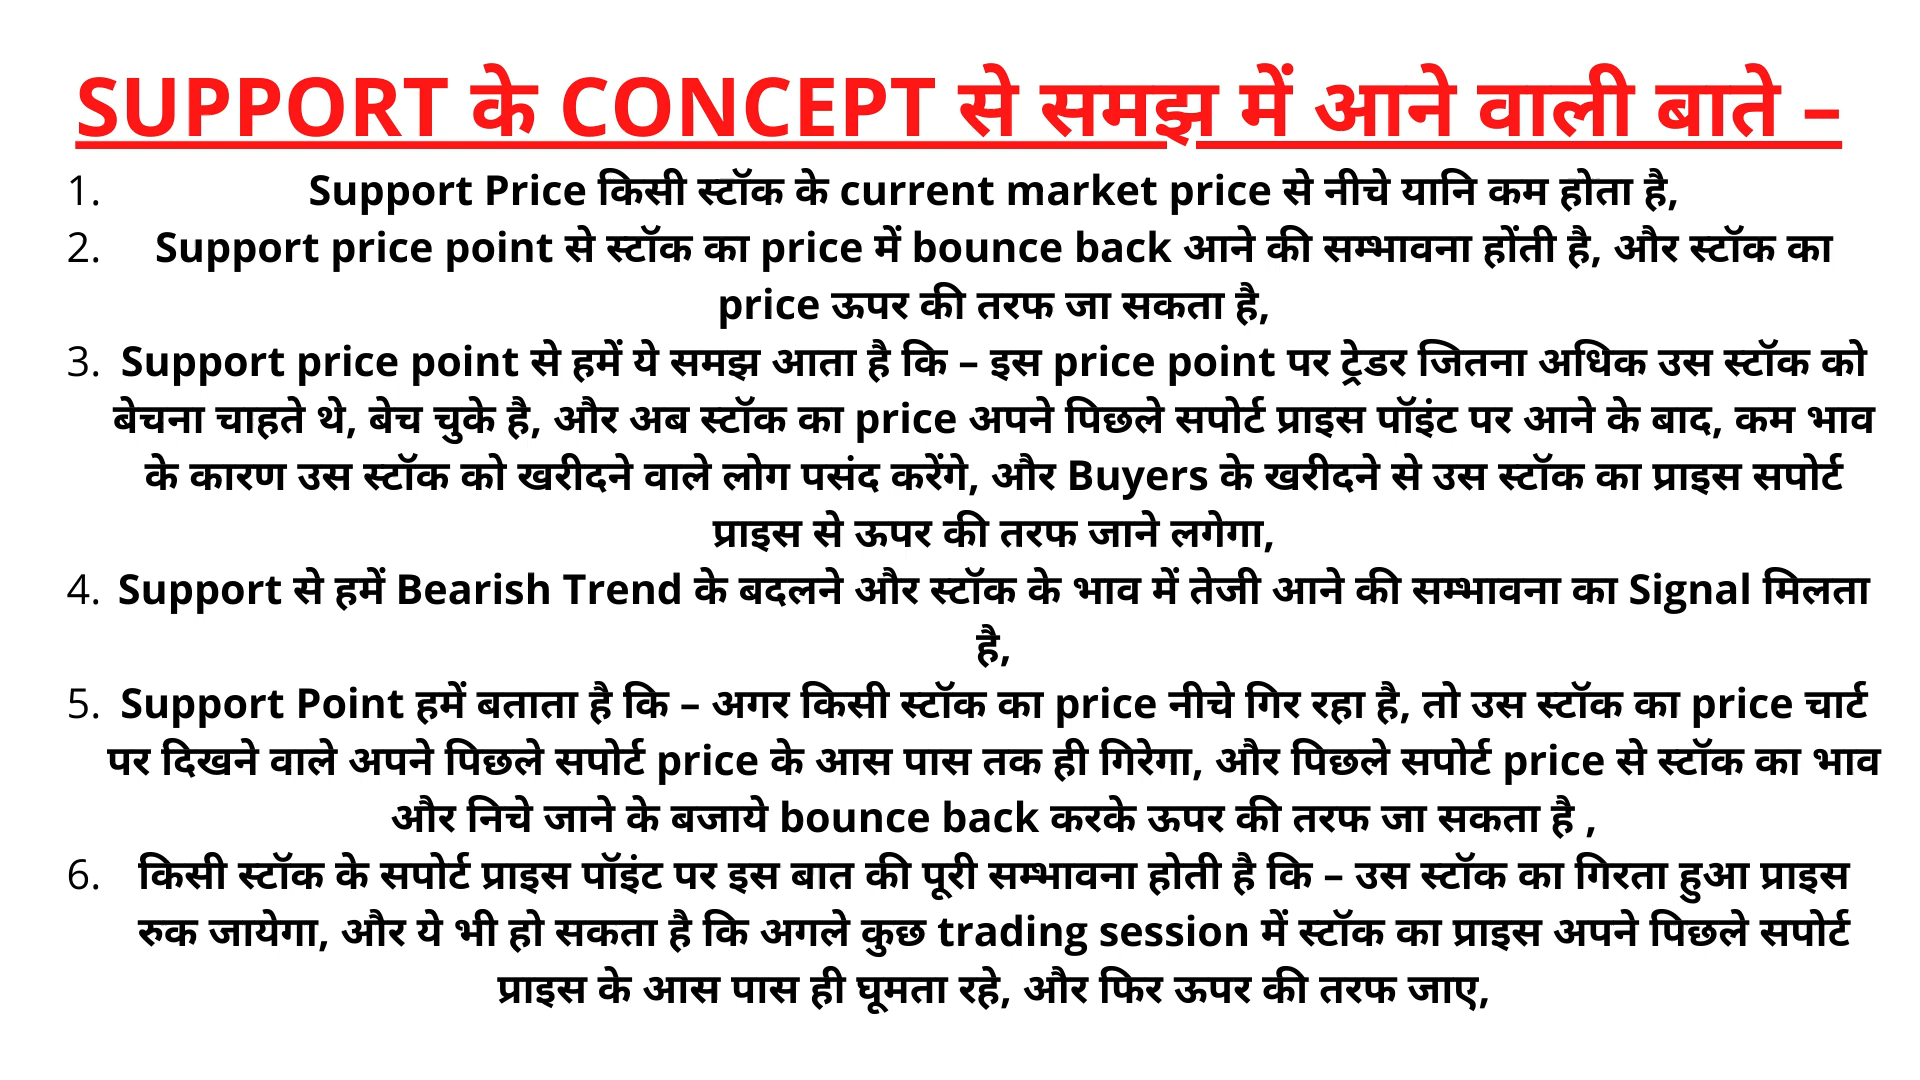 SUPPORT के CONCEPT से समझ में आने वाली बाते –
1. Support Price किसी स्टॉक के current market price से नीचे यानि कम होता है,
2. Support price point से स्टॉक का price में bounce back आने की सम्भावना होंती है, और स्टॉक का
price ऊपर की तरफ जा सकता है,
3. Support price point से हमें ये समझ आता है कि – इस price point पर ट्रेडर जितना अधिक उस स्टॉक को
बेचना चाहते थे, बेच चुके है, और अब स्टॉक का price अपने पिछले सपोर्ट प्राइस पॉइंट पर आने के बाद, कम भाव
के कारण उस स्टॉक को खरीदने वाले लोग पसंद करेंगे, और Buyers के खरीदने से उस स्टॉक का प्राइस सपोर्ट
प्राइस से ऊपर की तरफ जाने लगेगा,
4. Support से हमें Bearish Trend के बदलने और स्टॉक के भाव में तेजी आने की सम्भावना का Signal मिलता
है,
5. Support Point हमें बताता है कि – अगर किसी स्टॉक का price नीचे गिर रहा है, तो उस स्टॉक का price चार्ट
पर दिखने वाले अपने पिछले सपोर्ट price के आस पास तक ही गिरेगा, और पिछले सपोर्ट price से स्टॉक का भाव
और निचे जाने के बजाये bounce back करके ऊपर की तरफ जा सकता है ,
6. किसी स्टॉक के सपोर्ट प्राइस पॉइंट पर इस बात की पूरी सम्भावना होती है कि – उस स्टॉक का गिरता हुआ प्राइस
रुक जायेगा, और ये भी हो सकता है कि अगले कुछ trading session में स्टॉक का प्राइस अपने पिछले सपोर्ट
प्राइस के आस पास ही घूमता रहे, और फिर ऊपर की तरफ जाए,